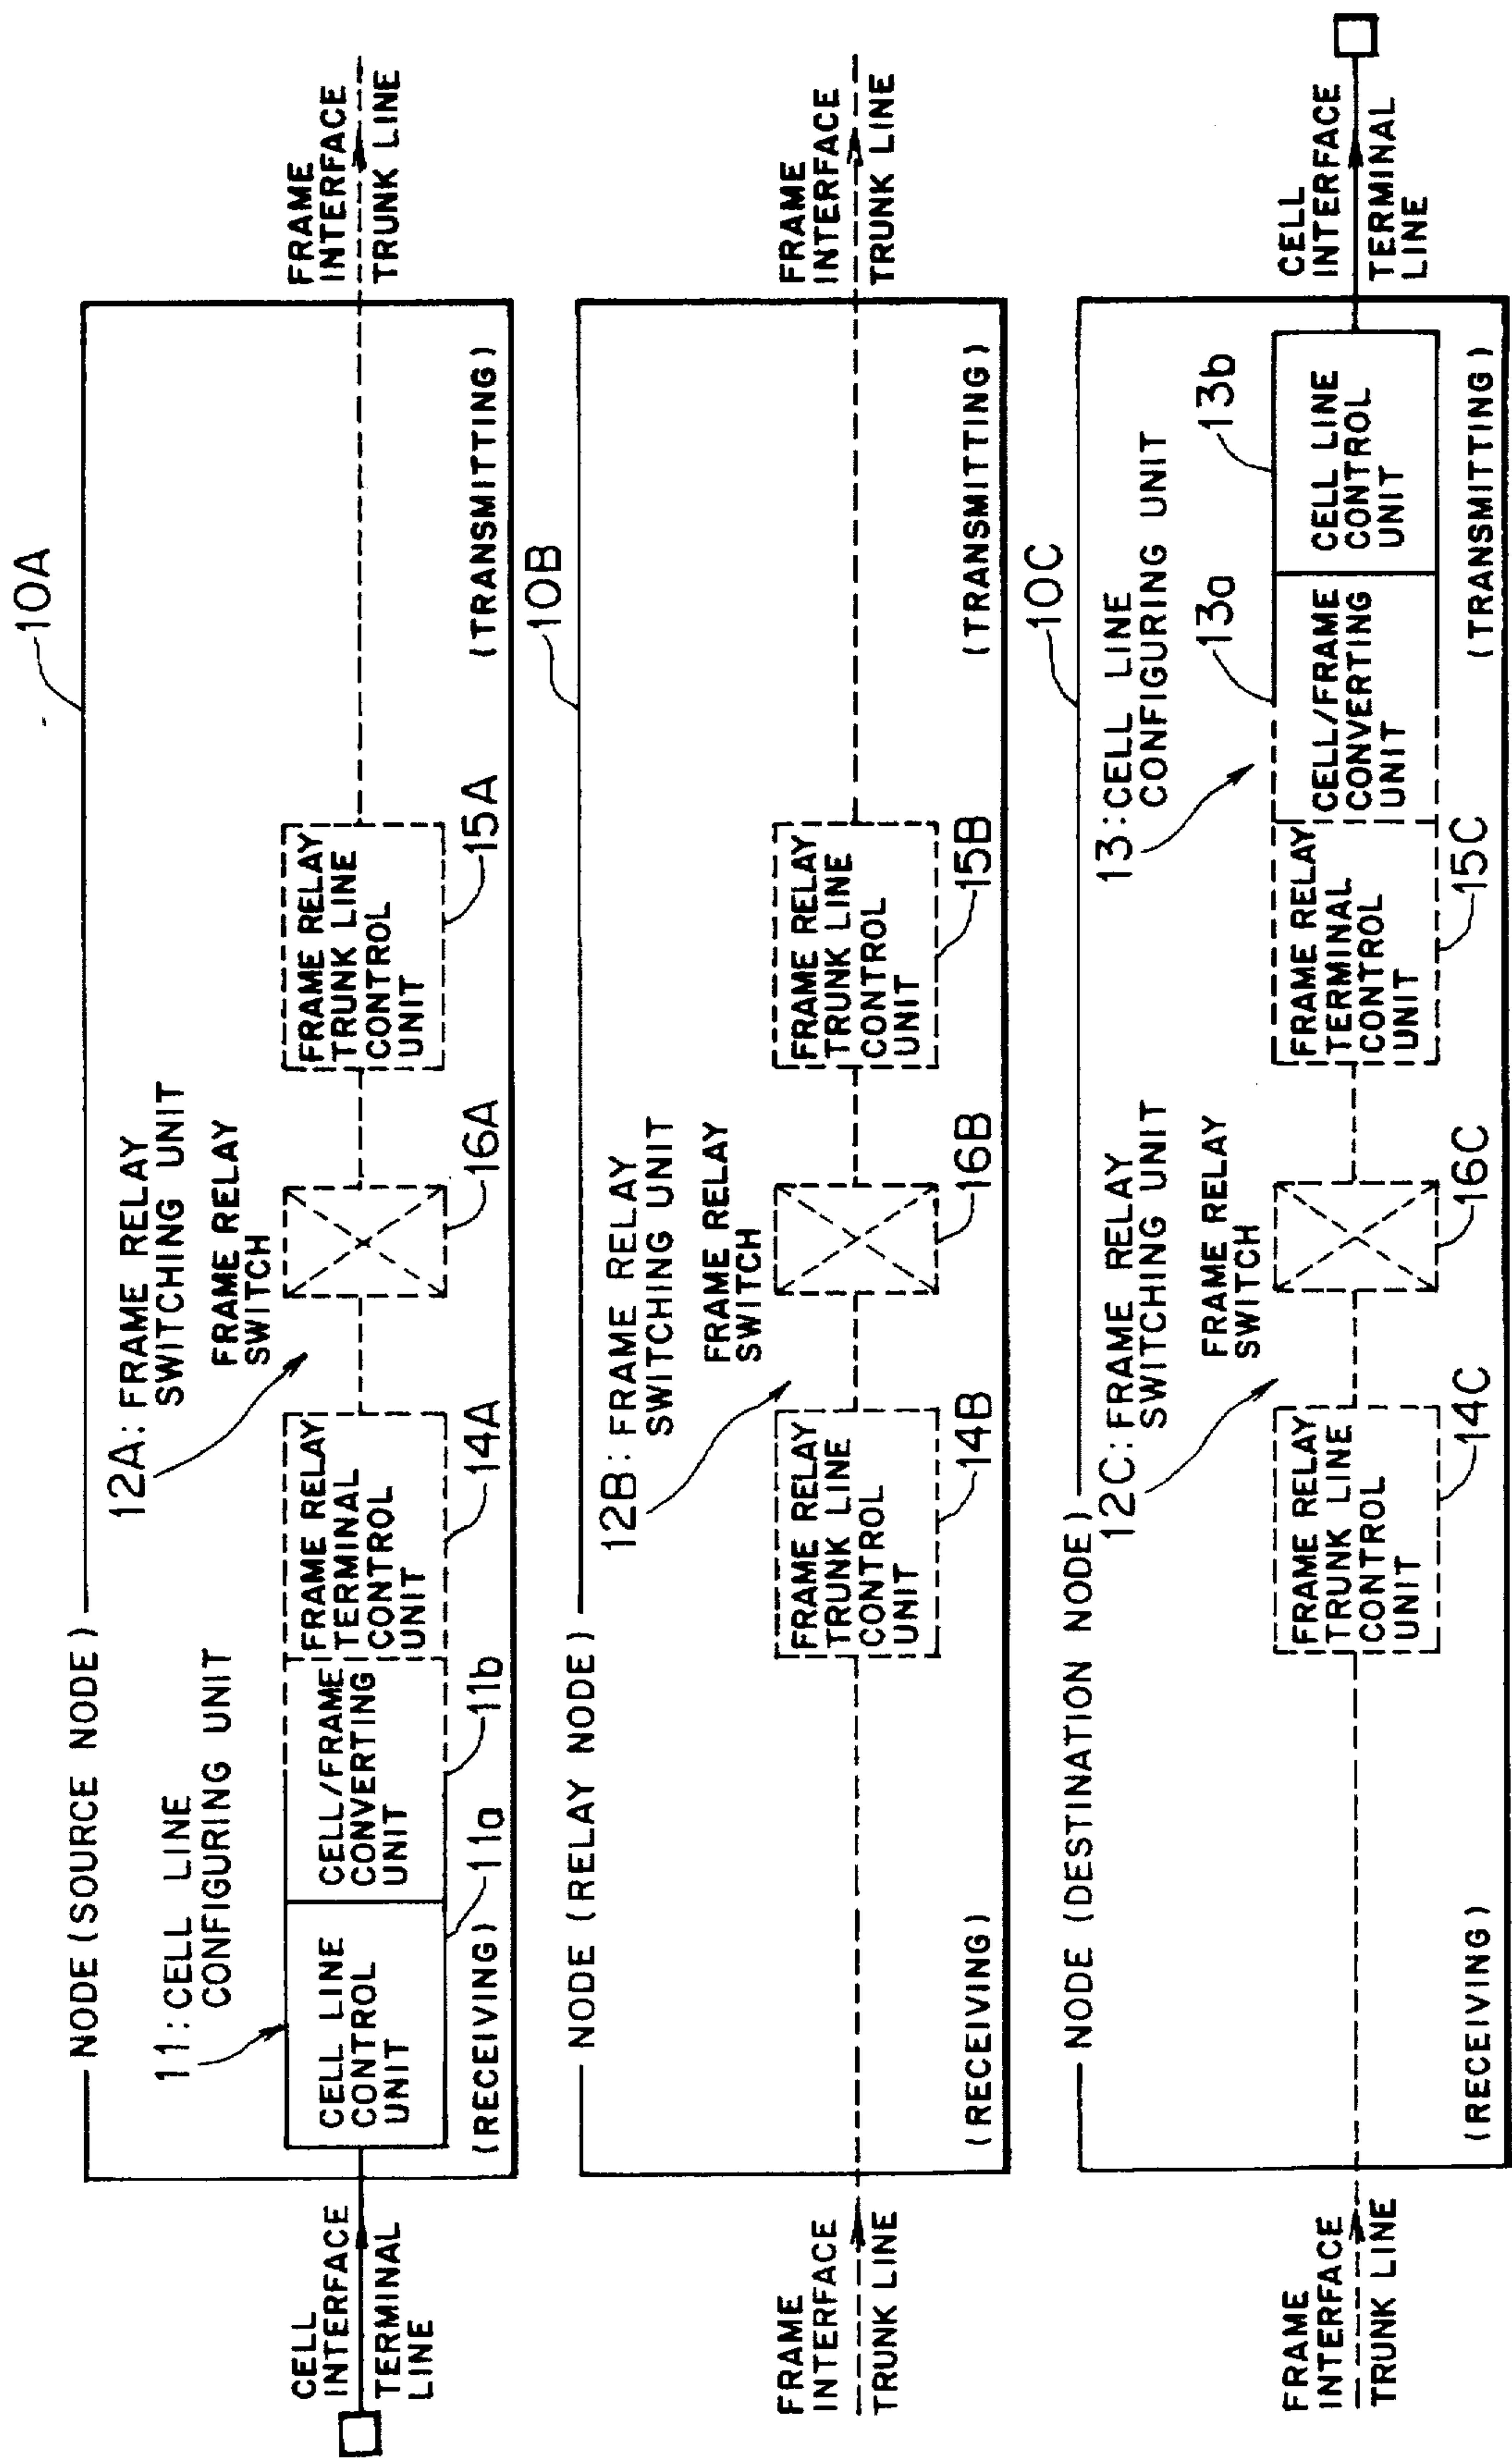 NODE (SOURCE NODE)
10A
11: CELL LINE
CONFIGURING UNIT
12A: FRAME RELAY
SWITCHING UNIT
FRAME RELAY
SWITCH
CELL
INTERFACE
TERMINAL
LINE
CELL LINE
CONTROL
UNIT
CELL/FRAME
CONVERTING
UNIT
FRAME RELAY
TERMINAL
CONTROL
UNIT
FRAME RELAY
TRUNK LINE
CONTROL
UNIT
FRAME
INTERFACE
TRUNK LINE
11a
11b
14A
16A
15A
(RECEIVING)
(TRANSMITTING)
NODE (RELAY NODE)
10B
12B: FRAME RELAY
SWITCHING UNIT
FRAME RELAY
SWITCH
FRAME
INTERFACE
TRUNK LINE
FRAME RELAY
TRUNK LINE
CONTROL
UNIT
FRAME RELAY
TRUNK LINE
CONTROL
UNIT
FRAME
INTERFACE
TRUNK LINE
14B
16B
15B
(RECEIVING)
(TRANSMITTING)
NODE (DESTINATION NODE)
10C
12C: FRAME RELAY
SWITCHING UNIT
13: CELL LINE
CONFIGURING UNIT
FRAME RELAY
SWITCH
13a
13b
FRAME
INTERFACE
TRUNK LINE
FRAME RELAY
TRUNK LINE
CONTROL
UNIT
FRAME RELAY
TERMINAL
CONTROL
UNIT
CELL/FRAME
CONVERTING
UNIT
CELL LINE
CONTROL
UNIT
CELL
INTERFACE
TERMINAL
LINE
14C
16C
15C
(RECEIVING)
(TRANSMITTING)